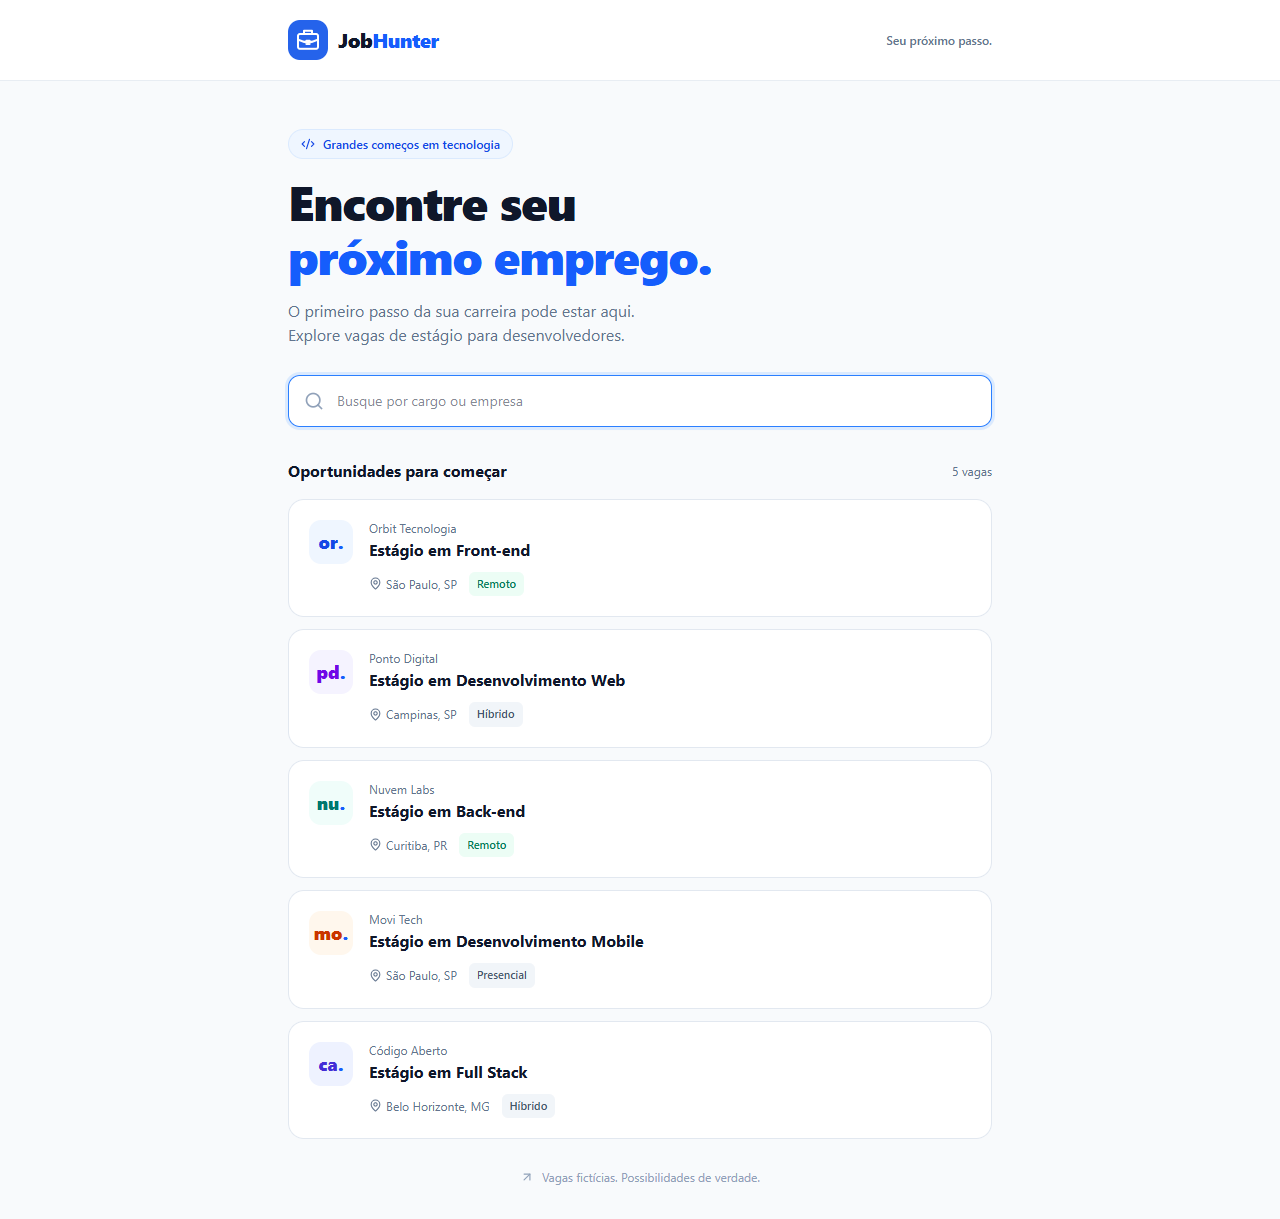 JobHunter
Seu próximo passo.
Grandes começos em tecnologia
Encontre seu
próximo emprego.
O primeiro passo da sua carreira pode estar aqui.
Explore vagas de estágio para desenvolvedores.
Busque por cargo ou empresa
Oportunidades para começar
5 vagas
or.
Orbit Tecnologia
Estágio em Front-end
São Paulo, SP
Remoto
pd.
Ponto Digital
Estágio em Desenvolvimento Web
Campinas, SP
Híbrido
nu.
Nuvem Labs
Estágio em Back-end
Curitiba, PR
Remoto
mo.
Movi Tech
Estágio em Desenvolvimento Mobile
São Paulo, SP
Presencial
ca.
Código Aberto
Estágio em Full Stack
Belo Horizonte, MG
Híbrido
Vagas fictícias. Possibilidades de verdade.